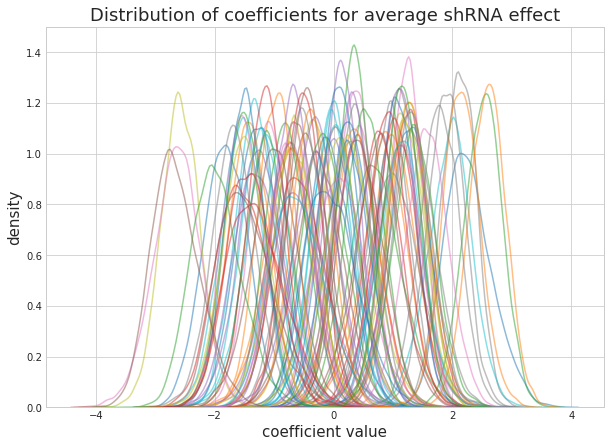 Distribution of coefficients for average shRNA effect
1.4
1.2
1.0
0.8
0.6
0.4
0.2
0.0
density
−4 −2 0 2 4
coefficient value